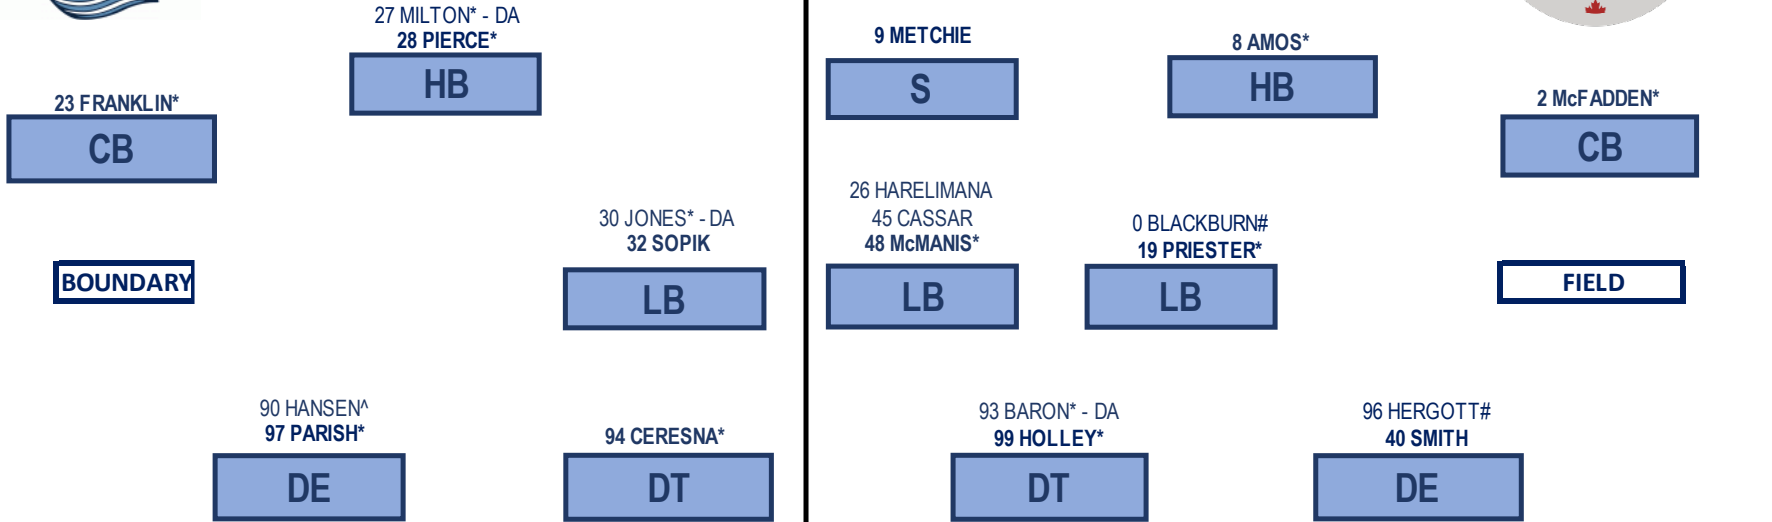 27 MILTON* - DA
28 PIERCE*
HB
9 METCHIE
S
8 AMOS*
HB
23 FRANKLIN*
CB
2 McFADDEN*
CB
30 JONES* - DA
32 SOPIK
LB
26 HARELIMANA
45 CASSAR
48 McMANIS*
LB
0 BLACKBURN#
19 PRIESTER*
LB
BOUNDARY
FIELD
90 HANSEN^
97 PARISH*
DE
94 CERESNA*
DT
93 BARON* - DA
99 HOLLEY*
DT
96 HERGOTT#
40 SMITH
DE